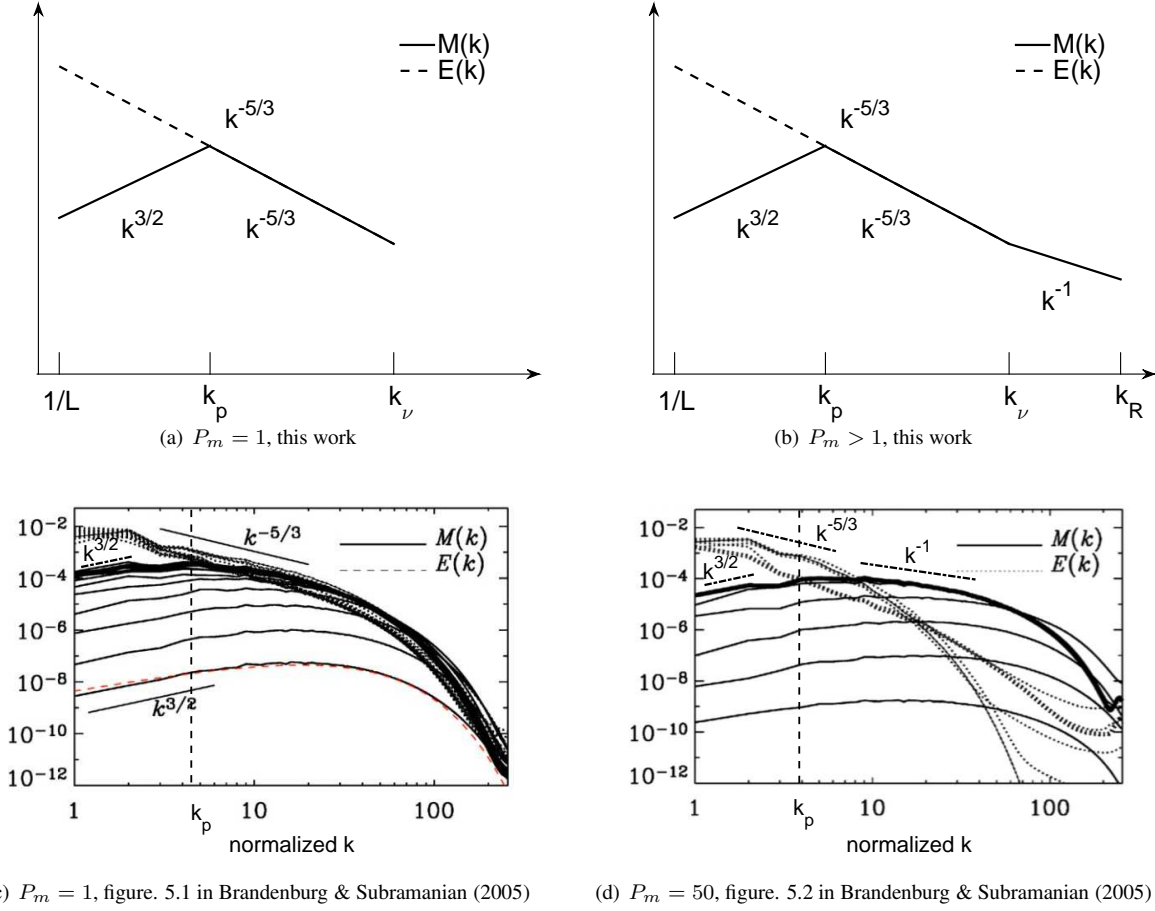 M(k)
E(k)
k^-5/3
k^3/2
k^-5/3
1/L
k_p
k_ν
(a) P_m = 1, this work
M(k)
E(k)
k^-5/3
k^3/2
k^-5/3
k^-1
1/L
k_p
k_ν
k_R
(b) P_m > 1, this work
10^-2
10^-4
10^-6
10^-8
10^-10
10^-12
k^3/2
k^-5/3
M(k)
E(k)
k^3/2
1
k_p
10
100
normalized k
) P_m = 1, figure. 5.1 in Brandenburg & Subramanian (2005)
10^-2
10^-4
10^-6
10^-8
10^-10
10^-12
k^3/2
k^-5/3
k^-1
M(k)
E(k)
1
k_p
10
100
normalized k
(d) P_m = 50, figure. 5.2 in Brandenburg & Subramanian (2005)